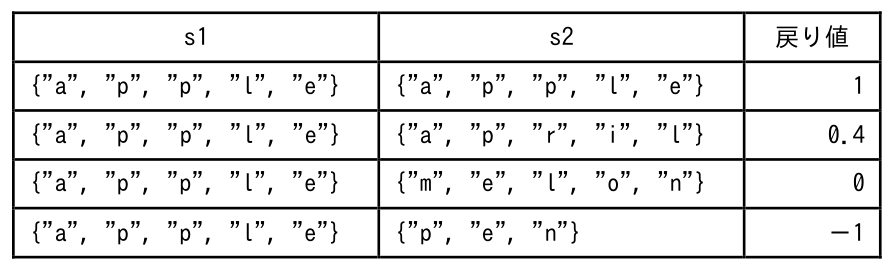 s1 s2 戻り値
{"a", "p", "p", "l", "e"} {"a", "p", "p", "l", "e"} 1
{"a", "p", "p", "l", "e"} {"a", "p", "r", "i", "l"} 0.4
{"a", "p", "p", "l", "e"} {"m", "e", "l", "o", "n"} 0
{"a", "p", "p", "l", "e"} {"p", "e", "n"} －1